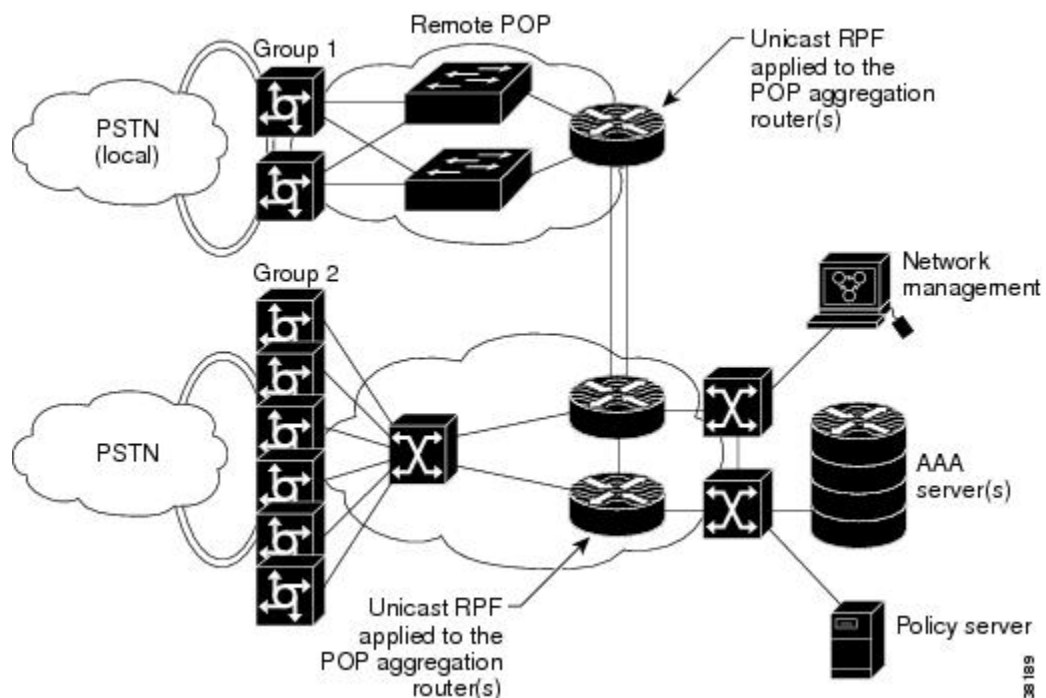 Remote POP
Group 1
Unicast RPF
applied to the
POP aggregation
router(s)
PSTN
(local)
Group 2
Network
management
PSTN
AAA
server(s)
Unicast RPF
applied to the
POP aggregation
router(s)
Policy server
38189